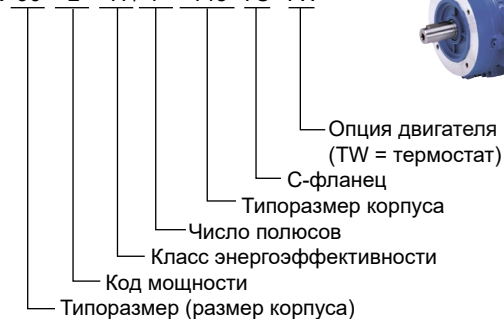 Опция двигателя
(TW = термостат)
C-фланец
Типоразмер корпуса
Число полюсов
Класс энергоэффективности
Код мощности
Типоразмер (размер корпуса)